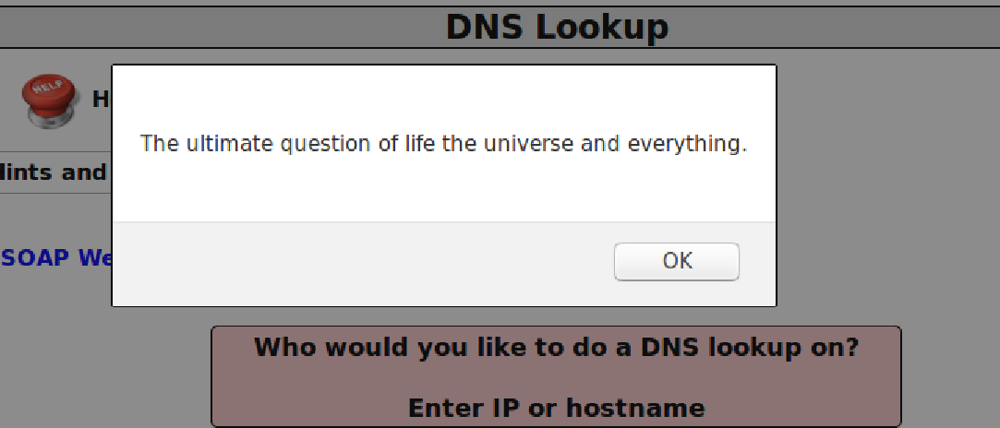 DNS Lookup
HELP
H
The ultimate question of life the universe and everything.
lints and
SOAP We
OK
Who would you like to do a DNS lookup on?
Enter IP or hostname